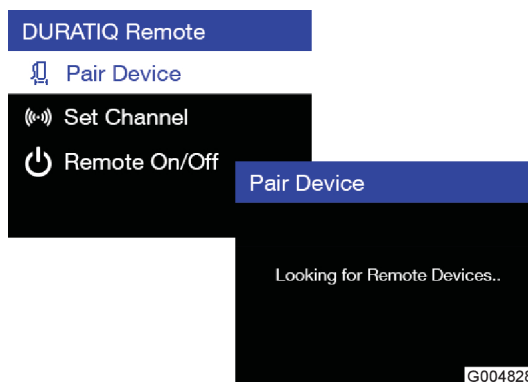 DURATIQ Remote
Pair Device
Set Channel
Remote On/Off
Pair Device
Looking for Remote Devices..
G004828